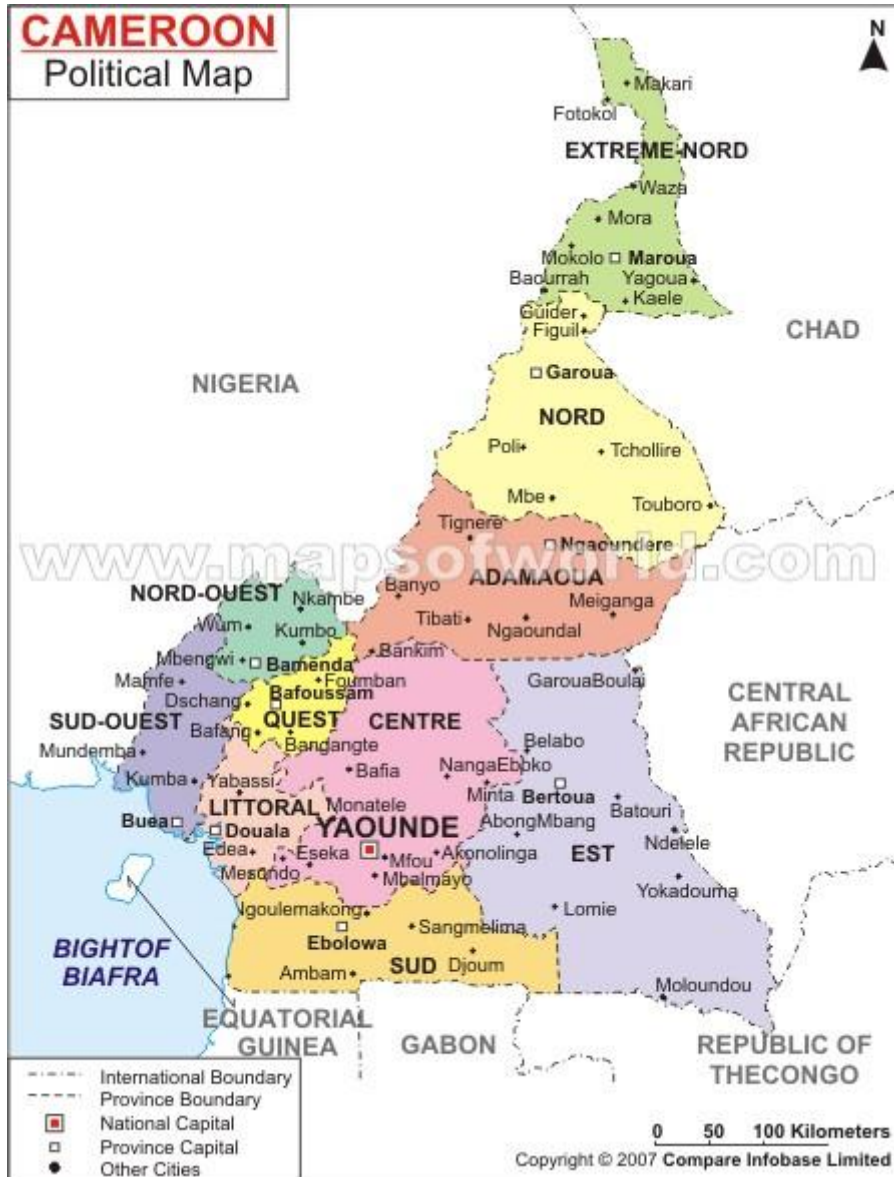 CAMEROON
Political Map
N
Makari
Fotokol
EXTREME-NORD
Waza
Mora
Mokolo
Maroua
Baourrah
Yagoua
Kaele
Guider
Figuil
CHAD
NIGERIA
Garoua
NORD
Poli
Tchollire
Mbe
Touboro
Tignere
Ngaoundere
www.mapsofworld.com
ADAMAOUA
NORD-OUEST
Nkambe
Banyo
Meiganga
Wum
Kumbo
Tibati
Ngaoundal
Mbengwi
Bamenda
Bankim
Mamfe
Foumban
GarouaBoulai
Dschang
Bafoussam
CENTRAL
AFRICAN
REPUBLIC
SUD-OUEST
QUEST
CENTRE
Bafang
Bangangte
Belabo
Mundemba
Kumba
Yabassi
Bafia
NangaEboko
Minta
Bertoua
LITTORAL
Monatele
Batouri
Buea
Douala
YAOUNDE
AbongMbang
Ndelele
Edea
Eseka
Mfou
Akonolinga
EST
Mesondo
Mbalmayo
Yokadouma
Ngoulemakong
Sangmelima
Lomie
Ebolowa
BIGHTOF
BIAFRA
Ambam
SUD
Djoum
Moloundou
EQUATORIAL
GUINEA
GABON
REPUBLIC OF
THECONGO
International Boundary
Province Boundary
National Capital
Province Capital
Other Cities
0 50 100 Kilometers
Copyright © 2007 Compare Infobase Limited